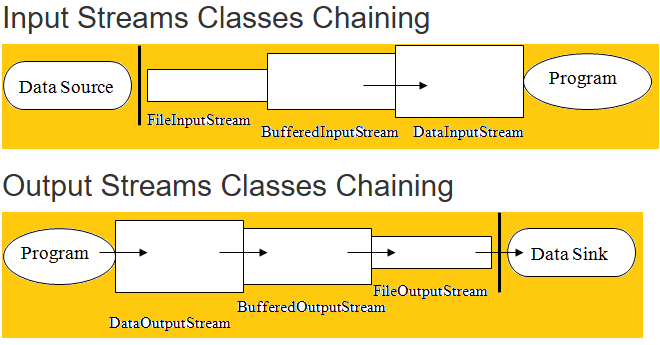 Input Streams Classes Chaining
Data Source
Program
FileInputStream
BufferedInputStream
DataInputStream
Output Streams Classes Chaining
Program
Data Sink
FileOutputStream
BufferedOutputStream
DataOutputStream